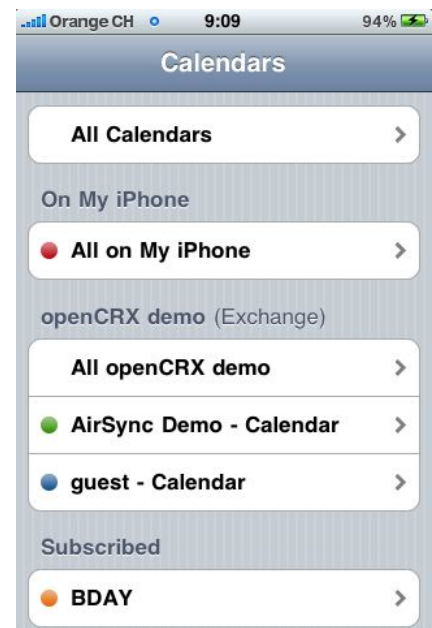 Orange CH 9:09 94%
Calendars
All Calendars
On My iPhone
All on My iPhone
openCRX demo (Exchange)
All openCRX demo
AirSync Demo - Calendar
guest - Calendar
Subscribed
BDAY